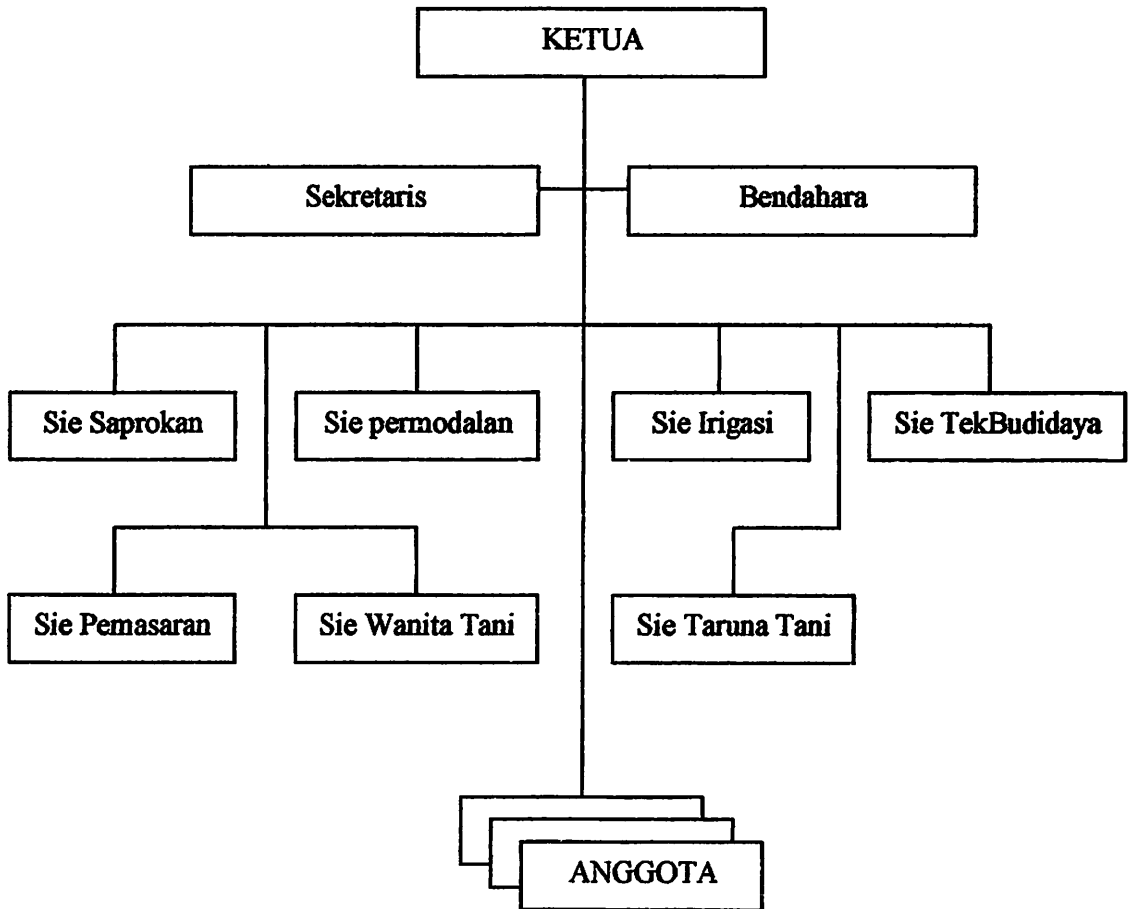 KETUA
Sekretaris
Bendahara
Sie Saprokan
Sie permodalan
Sie Irigasi
Sie TekBudidaya
Sie Pemasaran
Sie Wanita Tani
Sie Taruna Tani
ANGGOTA